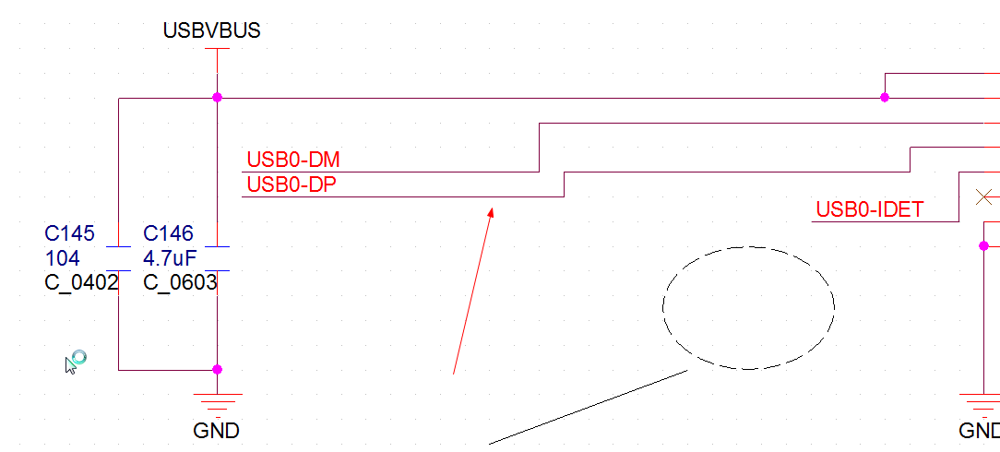 USBVBUS
USB0-DM
USB0-DP
USB0-IDET
C145
104
C_0402
C146
4.7uF
C_0603
GND
GND